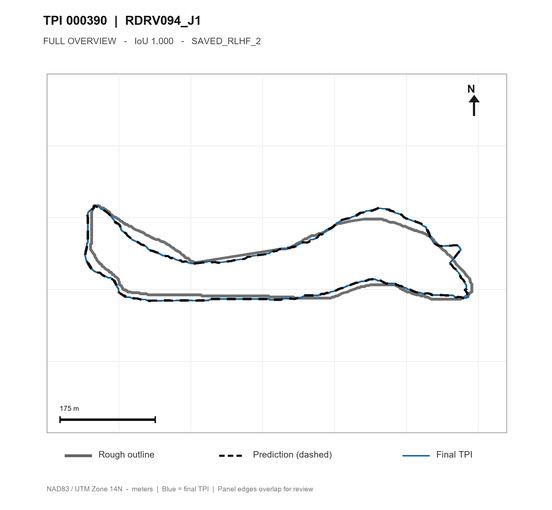 TPI 000390 | RDRV094_J1
FULL OVERVIEW - IoU 1.000 - SAVED_RLHF_2
N
175 m
Rough outline
Prediction (dashed)
Final TPI
NAD83 / UTM Zone 14N - meters | Blue = final TPI | Panel edges overlap for review